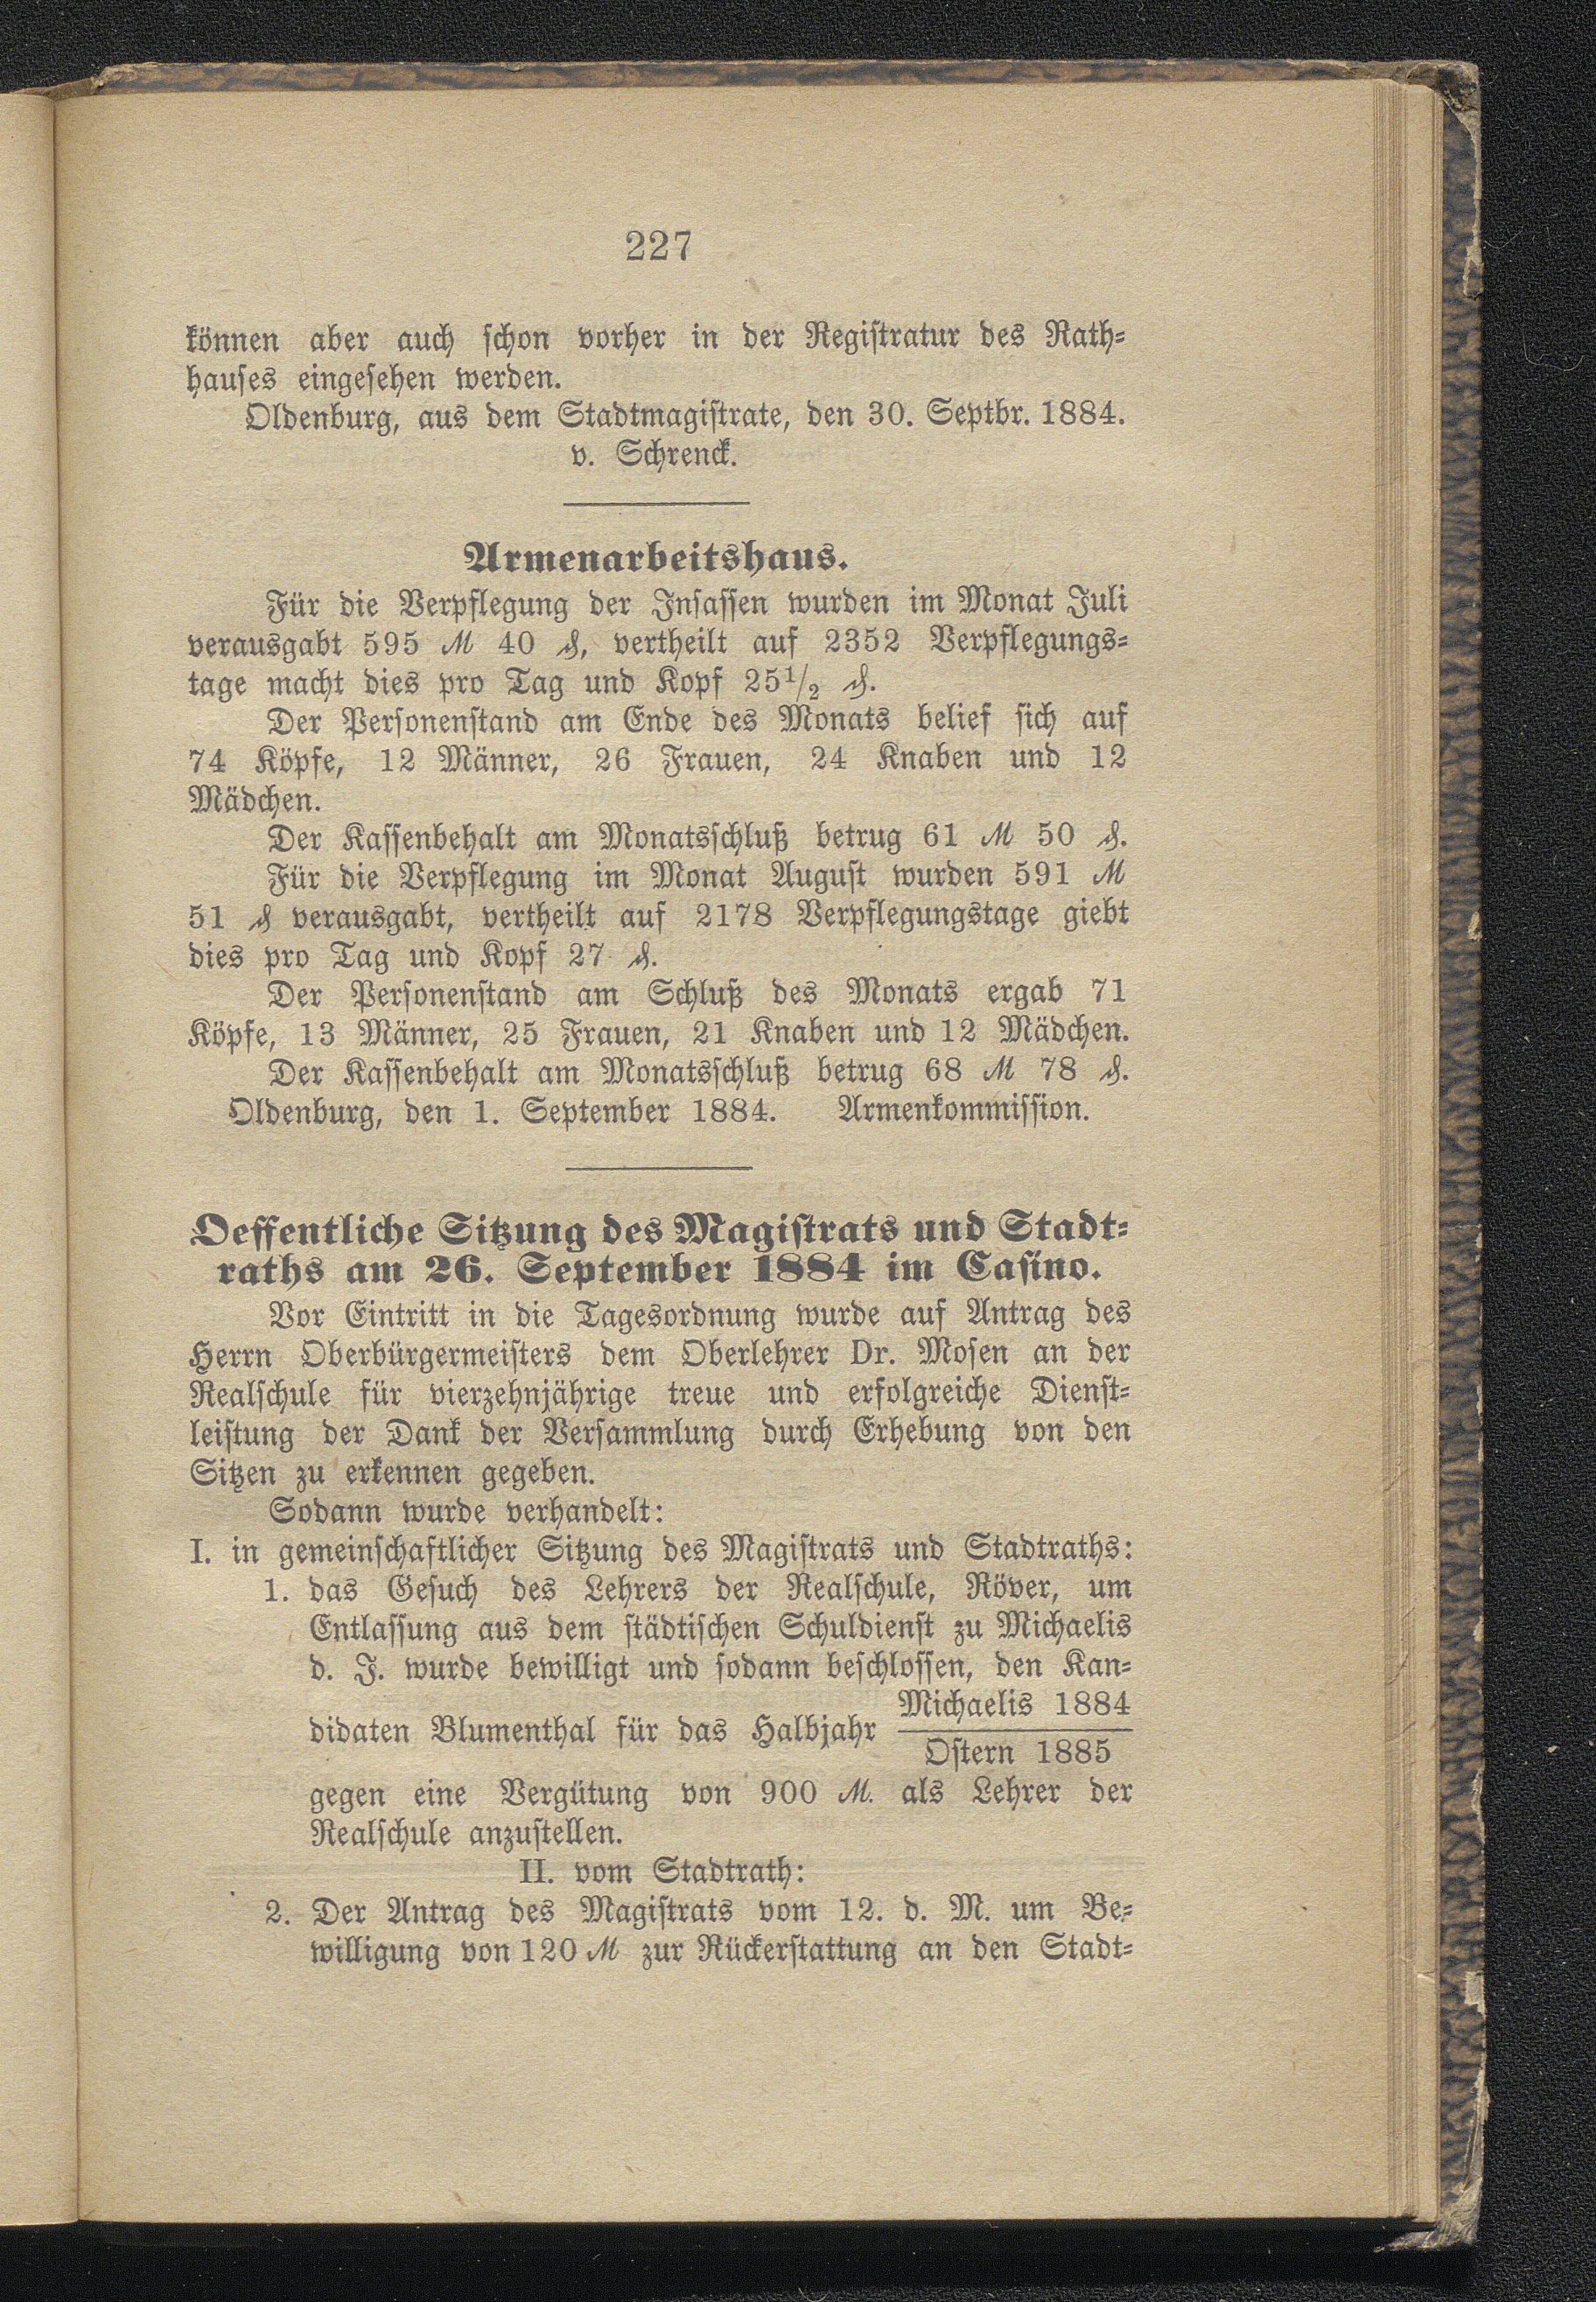 227
können aber auch schon vorher in der Registratur des Rath-
hauses eingesehen werden.
Oldenburg, aus dem Stadtmagistrate, den 30. Septbr. 1884.
v. Schrenck.
Armenarbeitshaus.
Für die Verpflegung der Insassen wurden im Monat Juli
verausgabt 595 ℳ 40 ₰, vertheilt auf 2352 Verpflegungs-
tage macht dies pro Tag und Kopf 25½ ₰.
Der Personenstand am Ende des Monats belief sich auf
74 Köpfe, 12 Männer, 26 Frauen, 24 Knaben und 12
Mädchen.
Der Kassenbehalt am Monatsschluß betrug 61 ℳ 50 ₰.
Für die Verpflegung im Monat August wurden 591 ℳ
51 ₰ verausgabt, vertheilt auf 2178 Verpflegungstage giebt
dies pro Tag und Kopf 27 ₰.
Der Personenstand am Schluß des Monats ergab 71
Köpfe, 13 Männer, 25 Frauen, 21 Knaben und 12 Mädchen.
Der Kassenbehalt am Monatsschluß betrug 68 ℳ 78 ₰.
Oldenburg, den 1. September 1884. Armenkommission.
Oeffentliche Sitzung des Magistrats und Stadt-
raths am 26. September 1884 im Casino.
Vor Eintritt in die Tagesordnung wurde auf Antrag des
Herrn Oberbürgermeisters dem Oberlehrer Dr. Mosen an der
Realschule für vierzehnjährige treue und erfolgreiche Dienst-
leistung der Dank der Versammlung durch Erhebung von den
Sitzen zu erkennen gegeben.
Sodann wurde verhandelt:
I. in gemeinschaftlicher Sitzung des Magistrats und Stadtraths:
1. das Gesuch des Lehrers der Realschule, Röver, um
Entlassung aus dem städtischen Schuldienst zu Michaelis
d. J. wurde bewilligt und sodann beschlossen, den Kan-
didaten Blumenthal für das Halbjahr Michaelis 1884
Ostern 1885
gegen eine Vergütung von 900 ℳ. als Lehrer der
Realschule anzustellen.
II. vom Stadtrath:
2. Der Antrag des Magistrats vom 12. d. M. um Be-
willigung von 120 ℳ zur Rückerstattung an den Stadt-